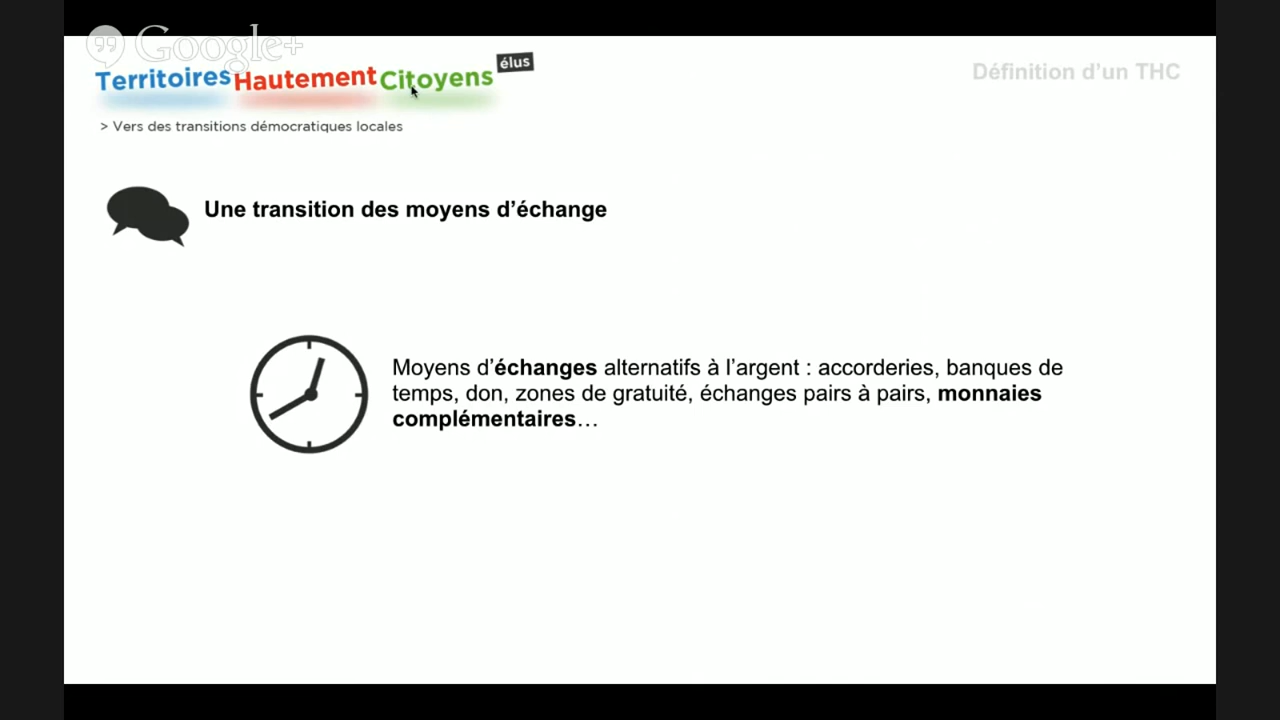 Google+
Territoires Hautement Citoyens élus
Définition d'un THC
> Vers des transitions démocratiques locales
Une transition des moyens d'échange
Moyens d'échanges alternatifs à l'argent : accorderies, banques de
temps, don, zones de gratuité, échanges pairs à pairs, monnaies
complémentaires…